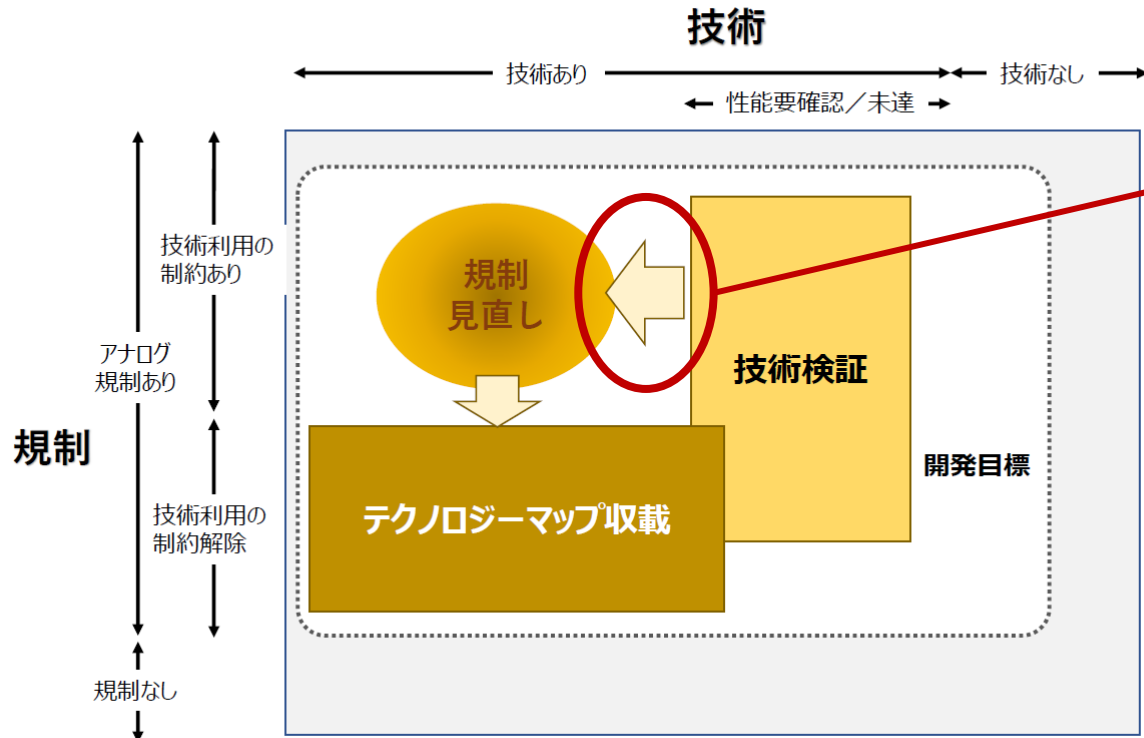 技術
技術あり
技術なし
性能要確認／未達
技術利用の
制約あり
規制
見直し
アナログ
規制あり
技術検証
規制
開発目標
技術利用の
制約解除
テクノロジーマップ収載
規制なし